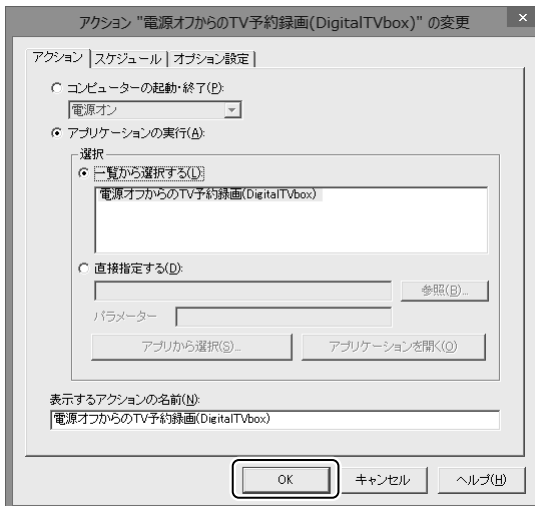 アクション "電源オフからのTV予約録画(DigitalTVbox)" の変更
アクション スケジュール オプション設定
コンピューターの起動・終了(P):
電源オン
アプリケーションの実行(A):
選択
一覧から選択する(L):
電源オフからのTV予約録画(DigitalTVbox)
直接指定する(D):
参照(B)...
パラメーター
アプリから選択(S)... アプリケーションを開く(O)
表示するアクションの名前(N):
電源オフからのTV予約録画(DigitalTVbox)
OK キャンセル ヘルプ(H)